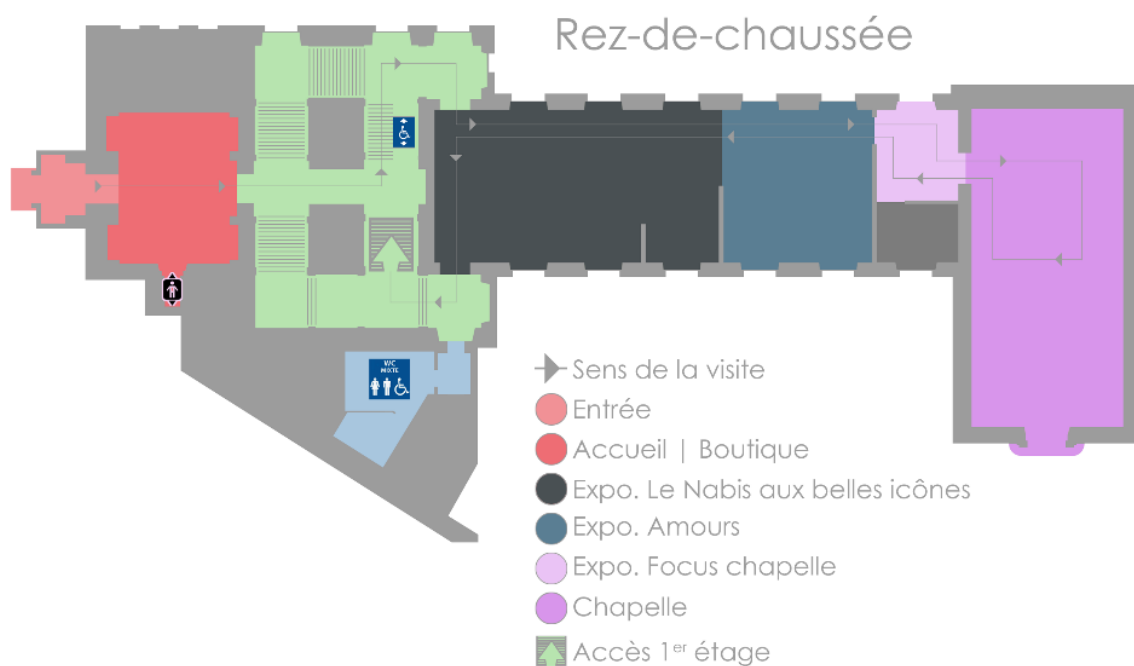 Rez-de-chaussée
WC
MIXTE
Sens de la visite
Entrée
Accueil | Boutique
Expo. Le Nabis aux belles icônes
Expo. Amours
Expo. Focus chapelle
Chapelle
Accès 1er étage